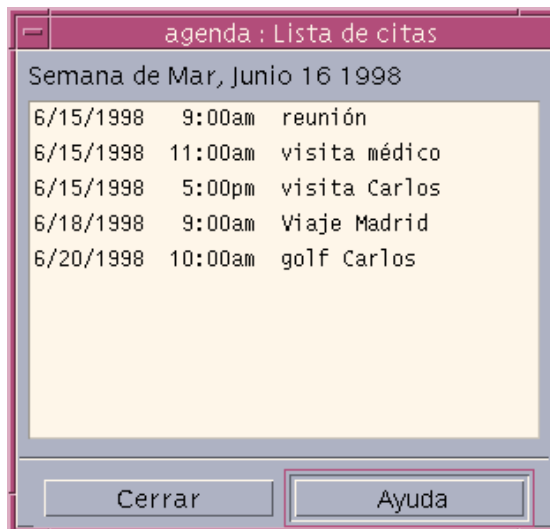 agenda : Lista de citas
Semana de Mar, Junio 16 1998
6/15/1998 9:00am reunión
6/15/1998 11:00am visita médico
6/15/1998 5:00pm visita Carlos
6/18/1998 9:00am Viaje Madrid
6/20/1998 10:00am golf Carlos
Cerrar Ayuda